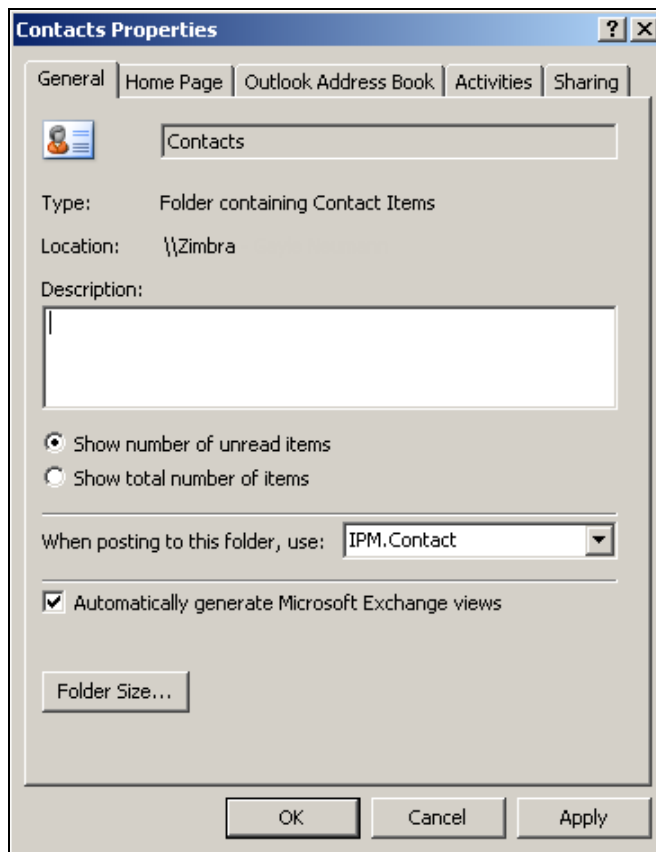 Contacts Properties
General Home Page Outlook Address Book Activities Sharing
Contacts
Type: Folder containing Contact Items
Location: \\Zimbra
Description:
Show number of unread items
Show total number of items
When posting to this folder, use: IPM.Contact
Automatically generate Microsoft Exchange views
Folder Size...
OK Cancel Apply